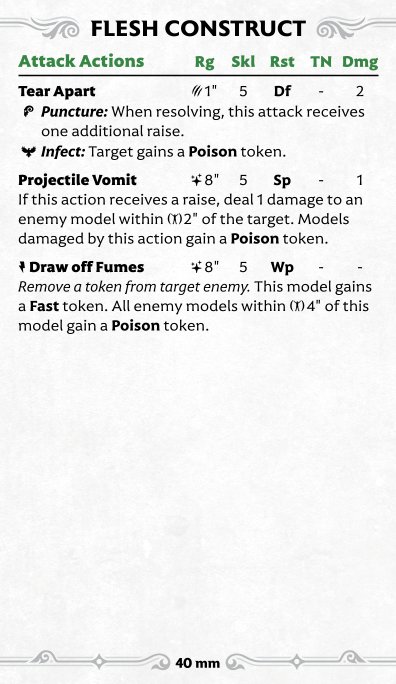 FLESH CONSTRUCT
Attack Actions Rg Skl Rst TN Dmg
Tear Apart 1" 5 Df - 2
Puncture: When resolving, this attack receives
one additional raise.
Infect: Target gains a Poison token.
Projectile Vomit 8" 5 Sp - 1
If this action receives a raise, deal 1 damage to an
enemy model within 2" of the target. Models
damaged by this action gain a Poison token.
Draw off Fumes 8" 5 Wp - -
Remove a token from target enemy. This model gains
a Fast token. All enemy models within 4" of this
model gain a Poison token.
40 mm